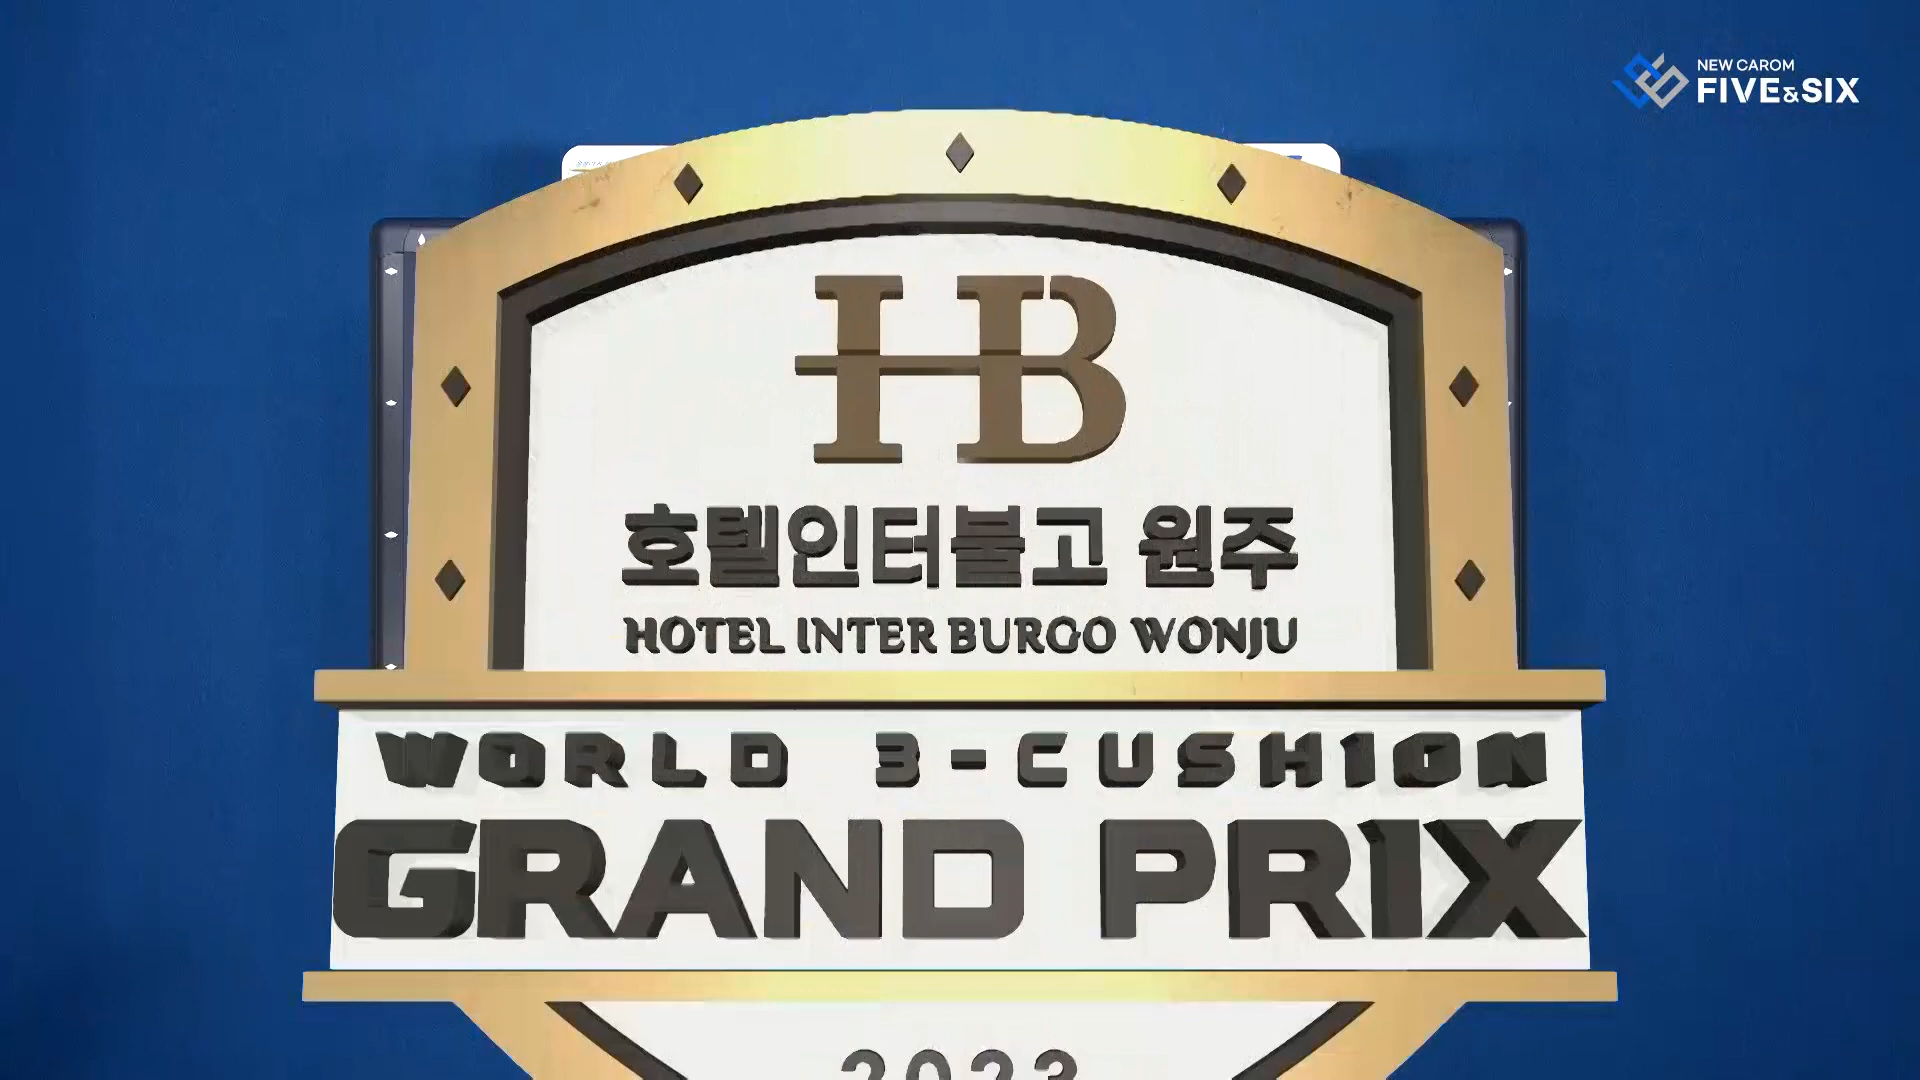 NEW CAROM
FIVE&SIX
HB
호텔인터불고 원주
HOTEL INTER BURGO WONJU
WORLD 3-CUSHION
GRAND PRIX
2023